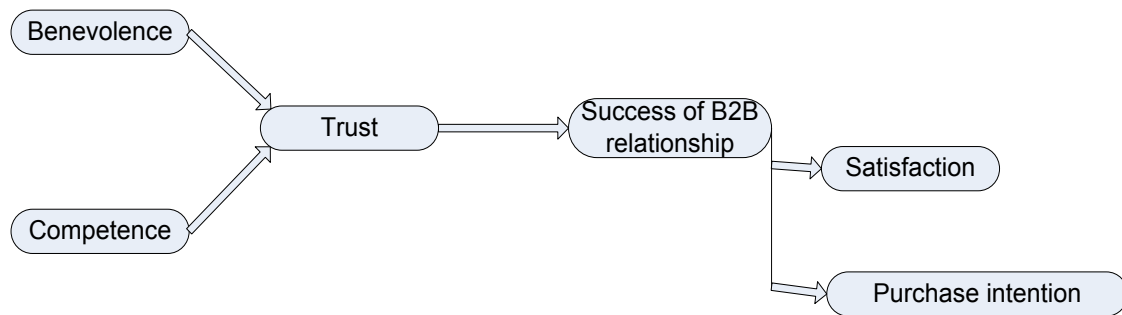 Benevolence
Trust
Success of B2B
relationship
Satisfaction
Competence
Purchase intention